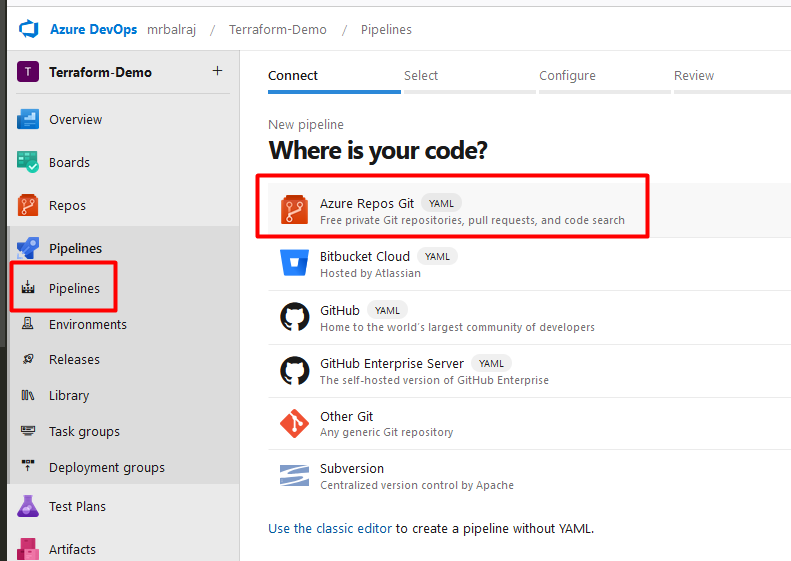 Azure DevOps mrbalraj / Terraform-Demo / Pipelines
T Terraform-Demo +
Overview
Boards
Repos
Pipelines
Pipelines
Environments
Releases
Library
Task groups
Deployment groups
Test Plans
Artifacts
Connect Select Configure Review
New pipeline
Where is your code?
Azure Repos Git YAML
Free private Git repositories, pull requests, and code search
Bitbucket Cloud YAML
Hosted by Atlassian
GitHub YAML
Home to the world's largest community of developers
GitHub Enterprise Server YAML
The self-hosted version of GitHub Enterprise
Other Git
Any generic Git repository
Subversion
Centralized version control by Apache
Use the classic editor to create a pipeline without YAML.